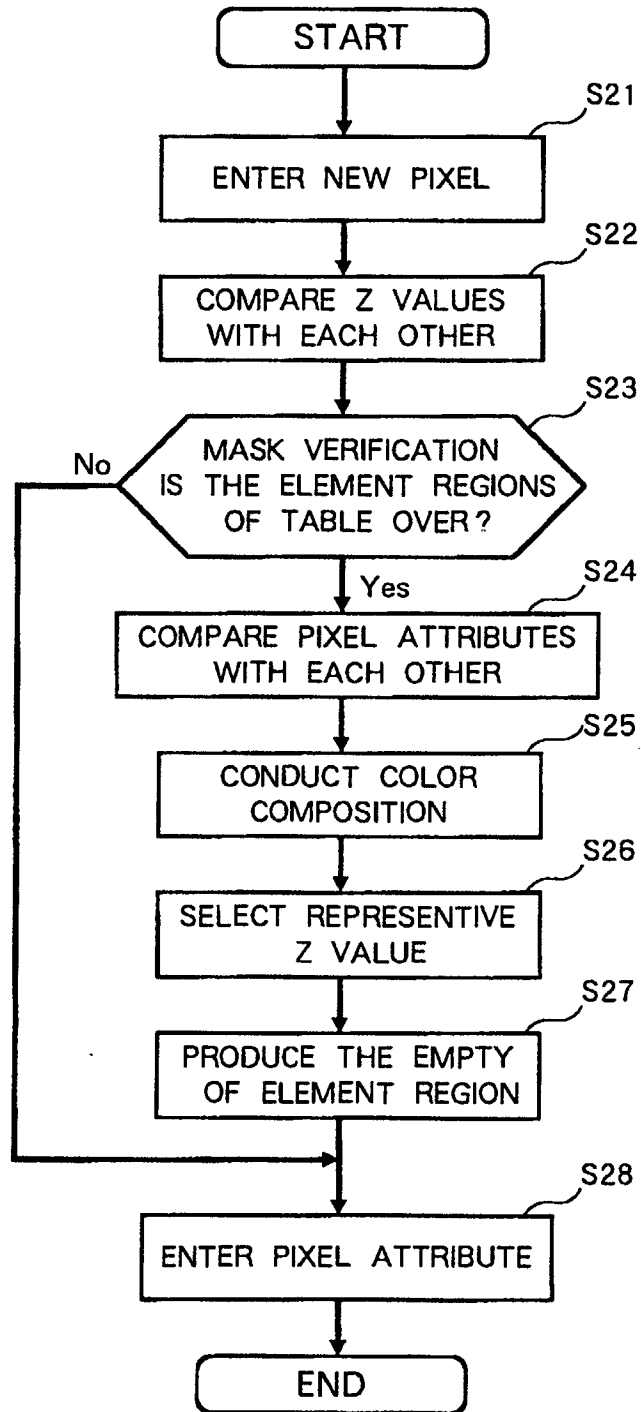 START
S21
ENTER NEW PIXEL
S22
COMPARE Z VALUES
WITH EACH OTHER
S23
MASK VERIFICATION
IS THE ELEMENT REGIONS
OF TABLE OVER?
No
Yes
S24
COMPARE PIXEL ATTRIBUTES
WITH EACH OTHER
S25
CONDUCT COLOR
COMPOSITION
S26
SELECT REPRESENTIVE
Z VALUE
S27
PRODUCE THE EMPTY
OF ELEMENT REGION
S28
ENTER PIXEL ATTRIBUTE
END